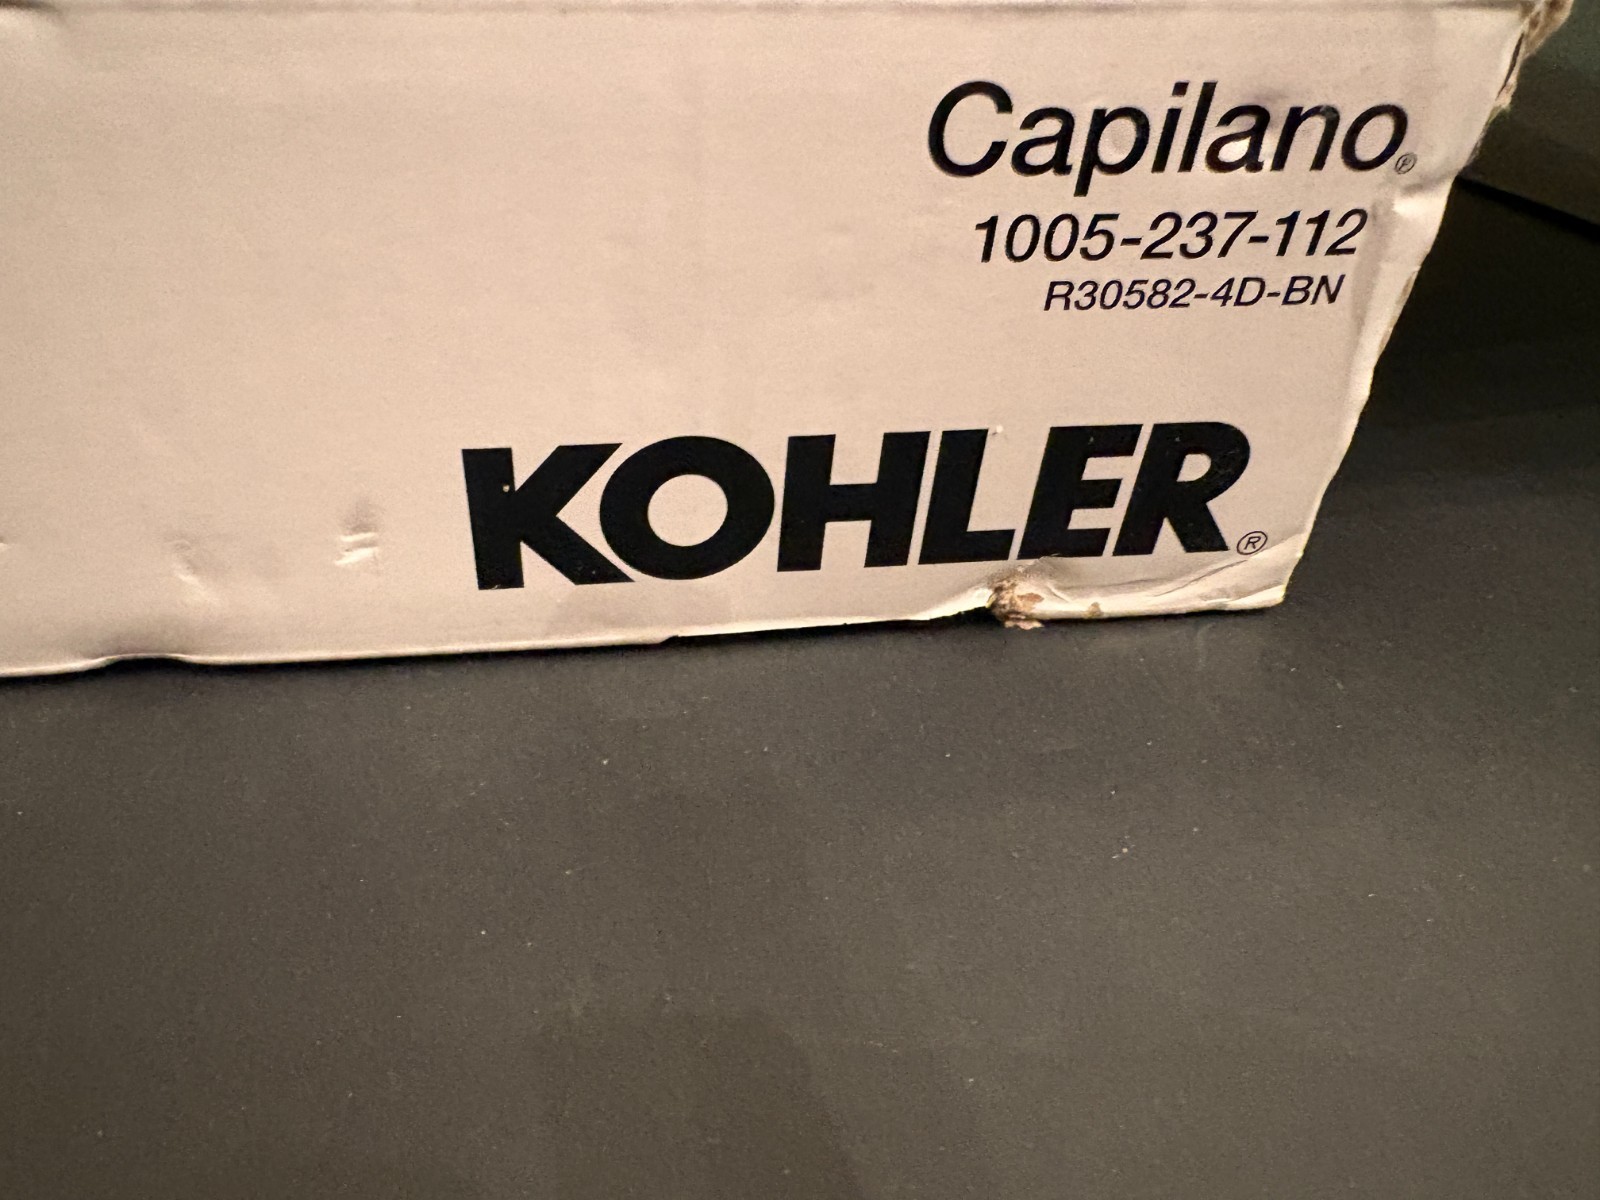 Capilano®
1005-237-112
R30582-4D-BN
KOHLER®